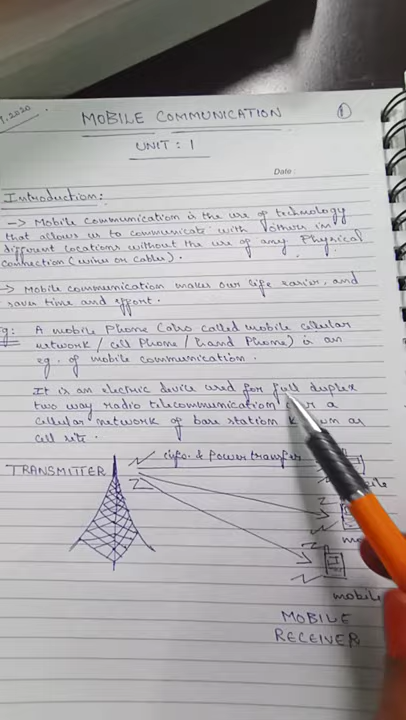 .2020
MOBILE COMMUNICATION
1
UNIT : 1
Date :
Introduction:
-> Mobile communication is the use of technology
that allows us to communicate with others in
different locations without the use of any Physical
connection (wires or cables).
-> Mobile communication makes our life easier, and
saves time and effort.
Eg: A mobile Phone (also called mobile cellular
network / cell Phone / hand Phone) is an
eg. of mobile communication.
It is an electric device used for full duplex
two way radio telecommunication over a
cellular network of base station known as
cell site.
TRANSMITTER
info. & power transfer
mobile
mobile
MOBILE
RECEIVER